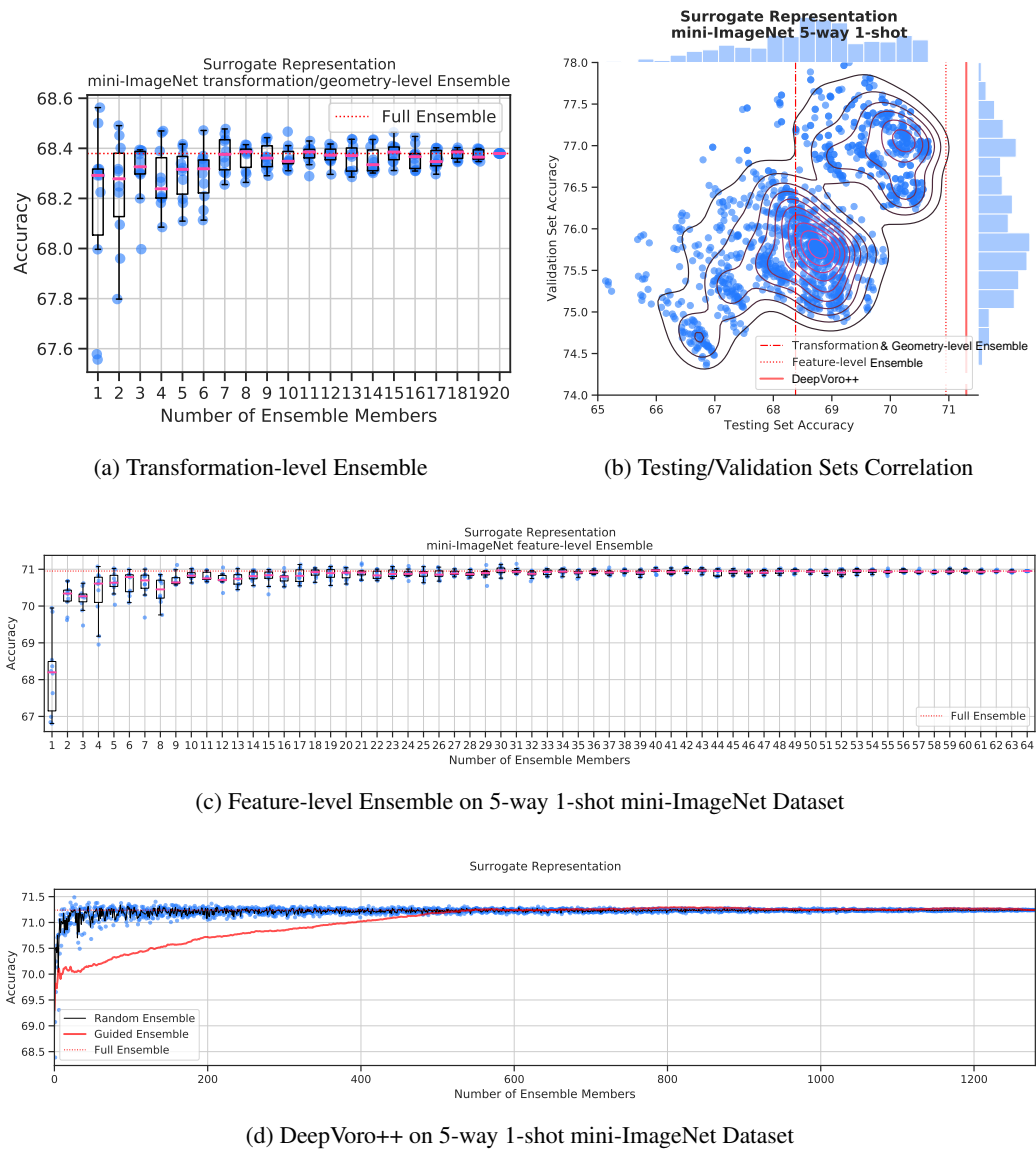 Surrogate Representation
mini-ImageNet transformation/geometry-level Ensemble
68.6
68.4
68.2
68.0
67.8
67.6
Accuracy
Full Ensemble
1 2 3 4 5 6 7 8 9 10 11 12 13 14 15 16 17 18 19 20
Number of Ensemble Members
(a) Transformation-level Ensemble
Surrogate Representation
mini-ImageNet 5-way 1-shot
78.0
77.5
77.0
76.5
76.0
75.5
75.0
74.5
74.0
Validation Set Accuracy
Transformation & Geometry-level Ensemble
Feature-level Ensemble
DeepVoro++
65 66 67 68 69 70 71
Testing Set Accuracy
(b) Testing/Validation Sets Correlation
Surrogate Representation
mini-ImageNet feature-level Ensemble
71
70
69
68
67
Accuracy
Full Ensemble
1 2 3 4 5 6 7 8 9 10 11 12 13 14 15 16 17 18 19 20 21 22 23 24 25 26 27 28 29 30 31 32 33 34 35 36 37 38 39 40 41 42 43 44 45 46 47 48 49 50 51 52 53 54 55 56 57 58 59 60 61 62 63 64
Number of Ensemble Members
(c) Feature-level Ensemble on 5-way 1-shot mini-ImageNet Dataset
Surrogate Representation
71.5
71.0
70.5
70.0
69.5
69.0
68.5
Accuracy
Random Ensemble
Guided Ensemble
Full Ensemble
0 200 400 600 800 1000 1200
Number of Ensemble Members
(d) DeepVoro++ on 5-way 1-shot mini-ImageNet Dataset